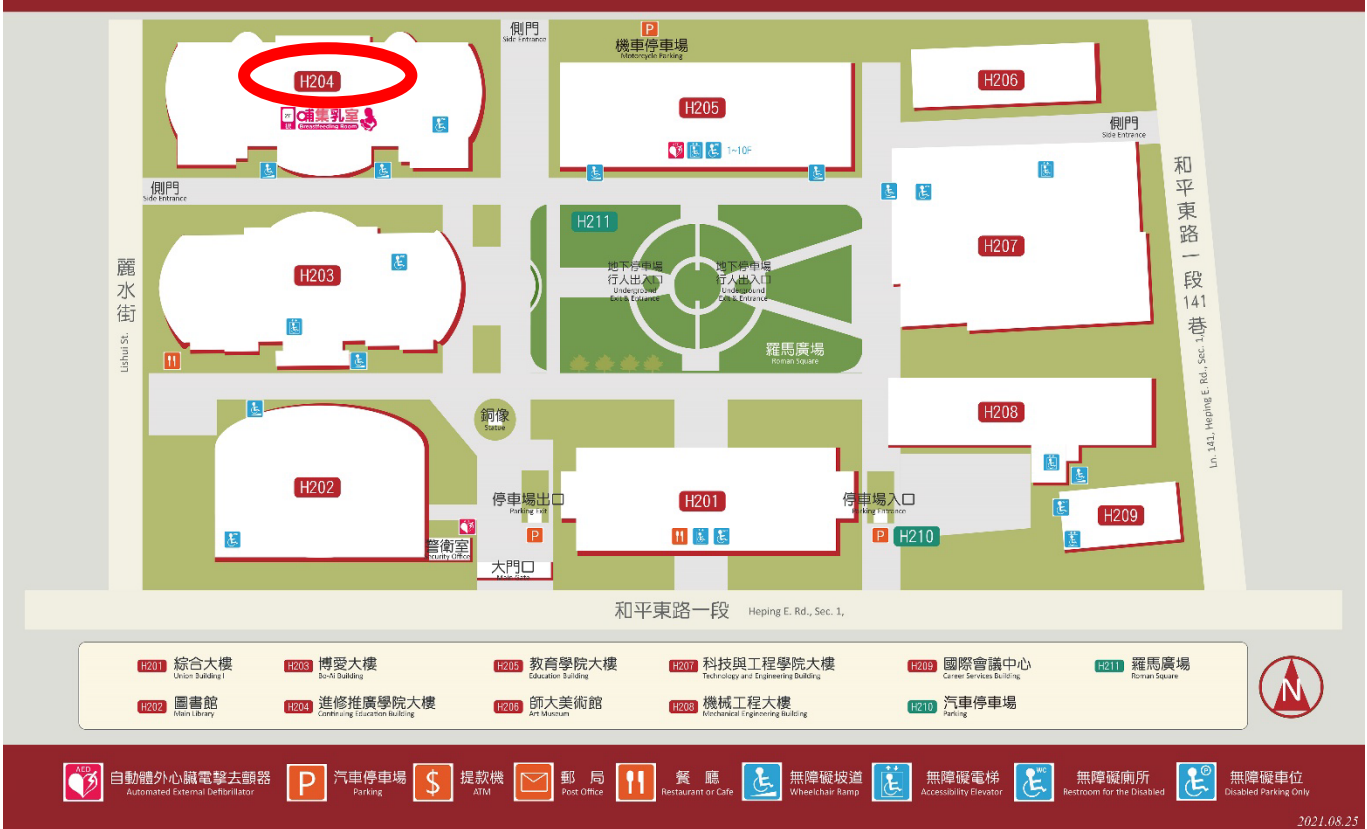 側門
Side Entrance
P
機車停車場
Motorcycle Parking
H204
哺集乳室
Breastfeeding Room
H205
1~10F
H206
側門
Side Entrance
側門
Side Entrance
H211
H203
地下停車場
行人出入口
Underground
Exit & Entrance
地下停車場
行人出入口
Underground
Exit & Entrance
H207
羅馬廣場
Roman Square
麗水街
Lishui St.
和平東路一段141巷
Ln. 141, Heping E. Rd., Sec. 1,
銅像
Statue
H208
H202
停車場出口
Parking Exit
P
H201
停車場入口
Parking Entrance
P
H210
H209
警衛室
Security Office
大門口
Main Gate
和平東路一段 Heping E. Rd., Sec. 1,
H201 綜合大樓
Union Building I
H203 博愛大樓
Bo-Ai Building
H205 教育學院大樓
Education Building
H207 科技與工程學院大樓
Technology and Engineering Building
H209 國際會議中心
Career Services Building
H211 羅馬廣場
Roman Square
H202 圖書館
Main Library
H204 進修推廣學院大樓
Continuing Education Building
H206 師大美術館
Art Museum
H208 機械工程大樓
Mechanical Engineering Building
H210 汽車停車場
Parking
N
AED
自動體外心臟電擊去顫器
Automated External Defibrillator
P
汽車停車場
Parking
$
提款機
ATM
郵局
Post Office
餐廳
Restaurant or Cafe
無障礙坡道
Wheelchair Ramp
無障礙電梯
Accessibility Elevator
WC
無障礙廁所
Restroom for the Disabled
P
無障礙車位
Disabled Parking Only
2021.08.25